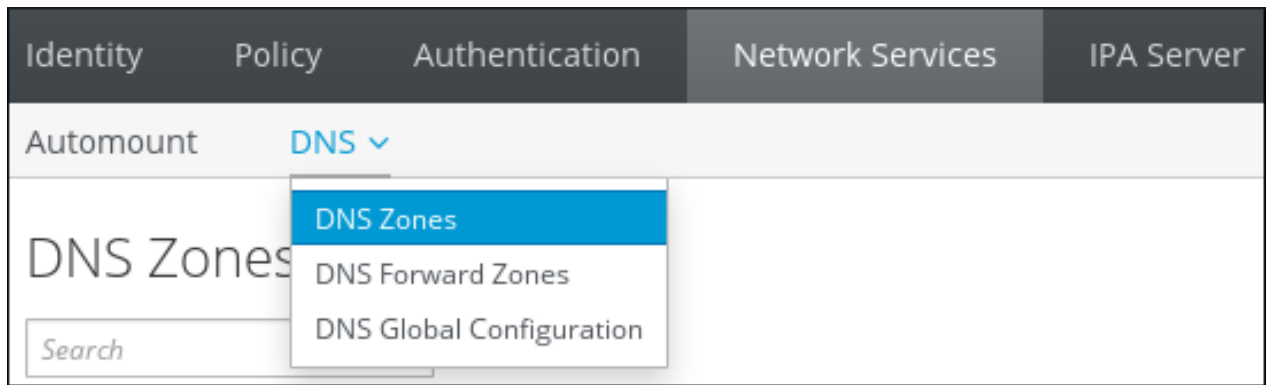 Identity Policy Authentication Network Services IPA Server
Automount DNS
DNS Zones
DNS Zones
DNS Forward Zones
DNS Global Configuration
Search